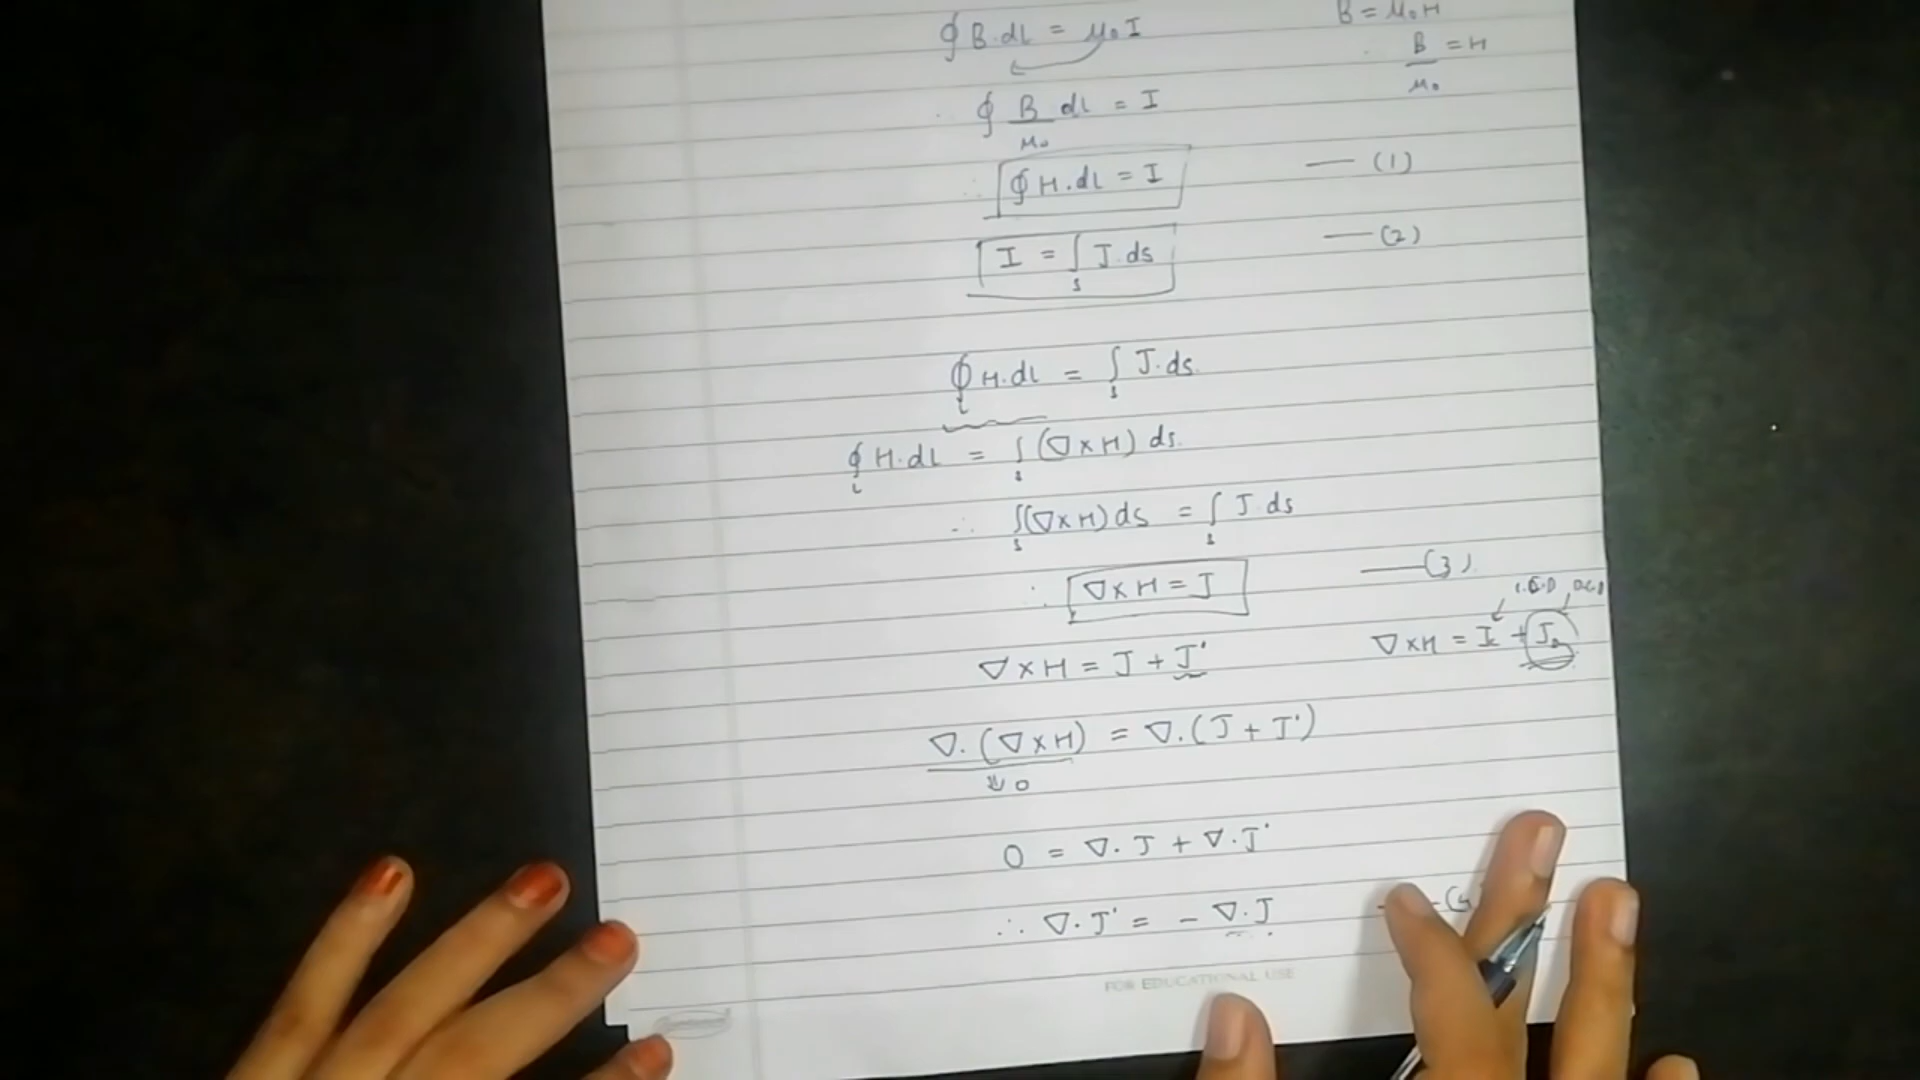 ∮ B.dl = μ₀I B = μ₀H
B/μ₀ = H
∮ B/μ₀ dl = I
∴ ∮ H.dl = I —— (1)
I = ∫s J.ds —— (2)
∮L H.dl = ∫s J.ds.
∮L H.dl = ∫s (∇×H) ds.
∴ ∫s (∇×H) ds = ∫s J.ds
∴ ∇×H = J —— (3)
∇×H = J + J'
∇.(∇×H) = ∇.(J + J')
⇓ 0
0 = ∇.J + ∇.J'
∴ ∇.J' = - ∇.J
FOR EDUCATIONAL USE